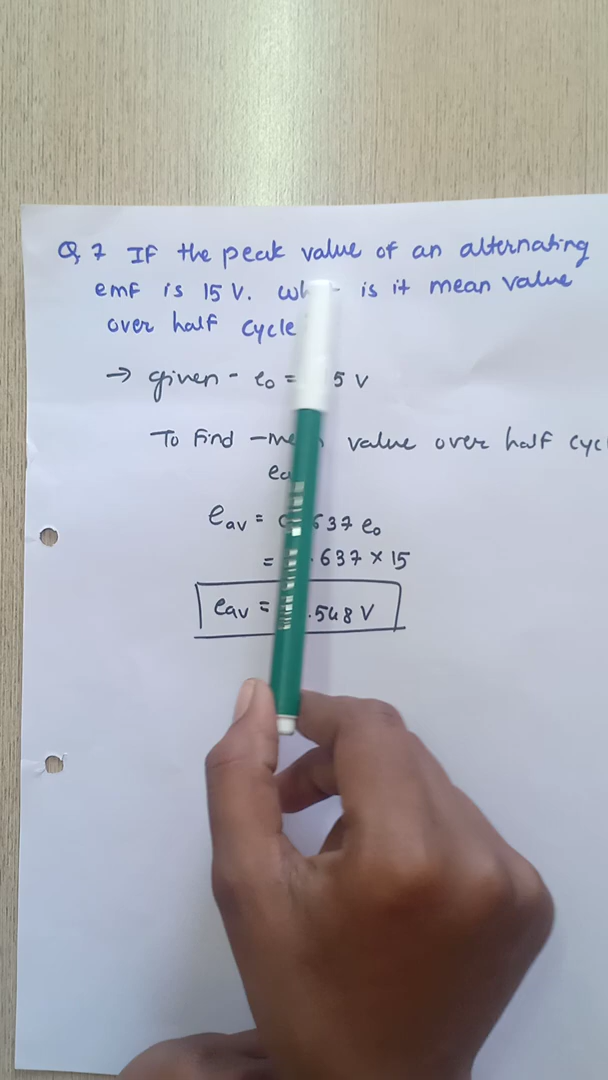 Q 7 IF the peak value of an alternating
emf is 15 V. is it mean value
over half cycle
→ given - e₀ = 5 V
To Find - value over half cycl
eav = .637 e₀
= .637 × 15
eav = .548 V